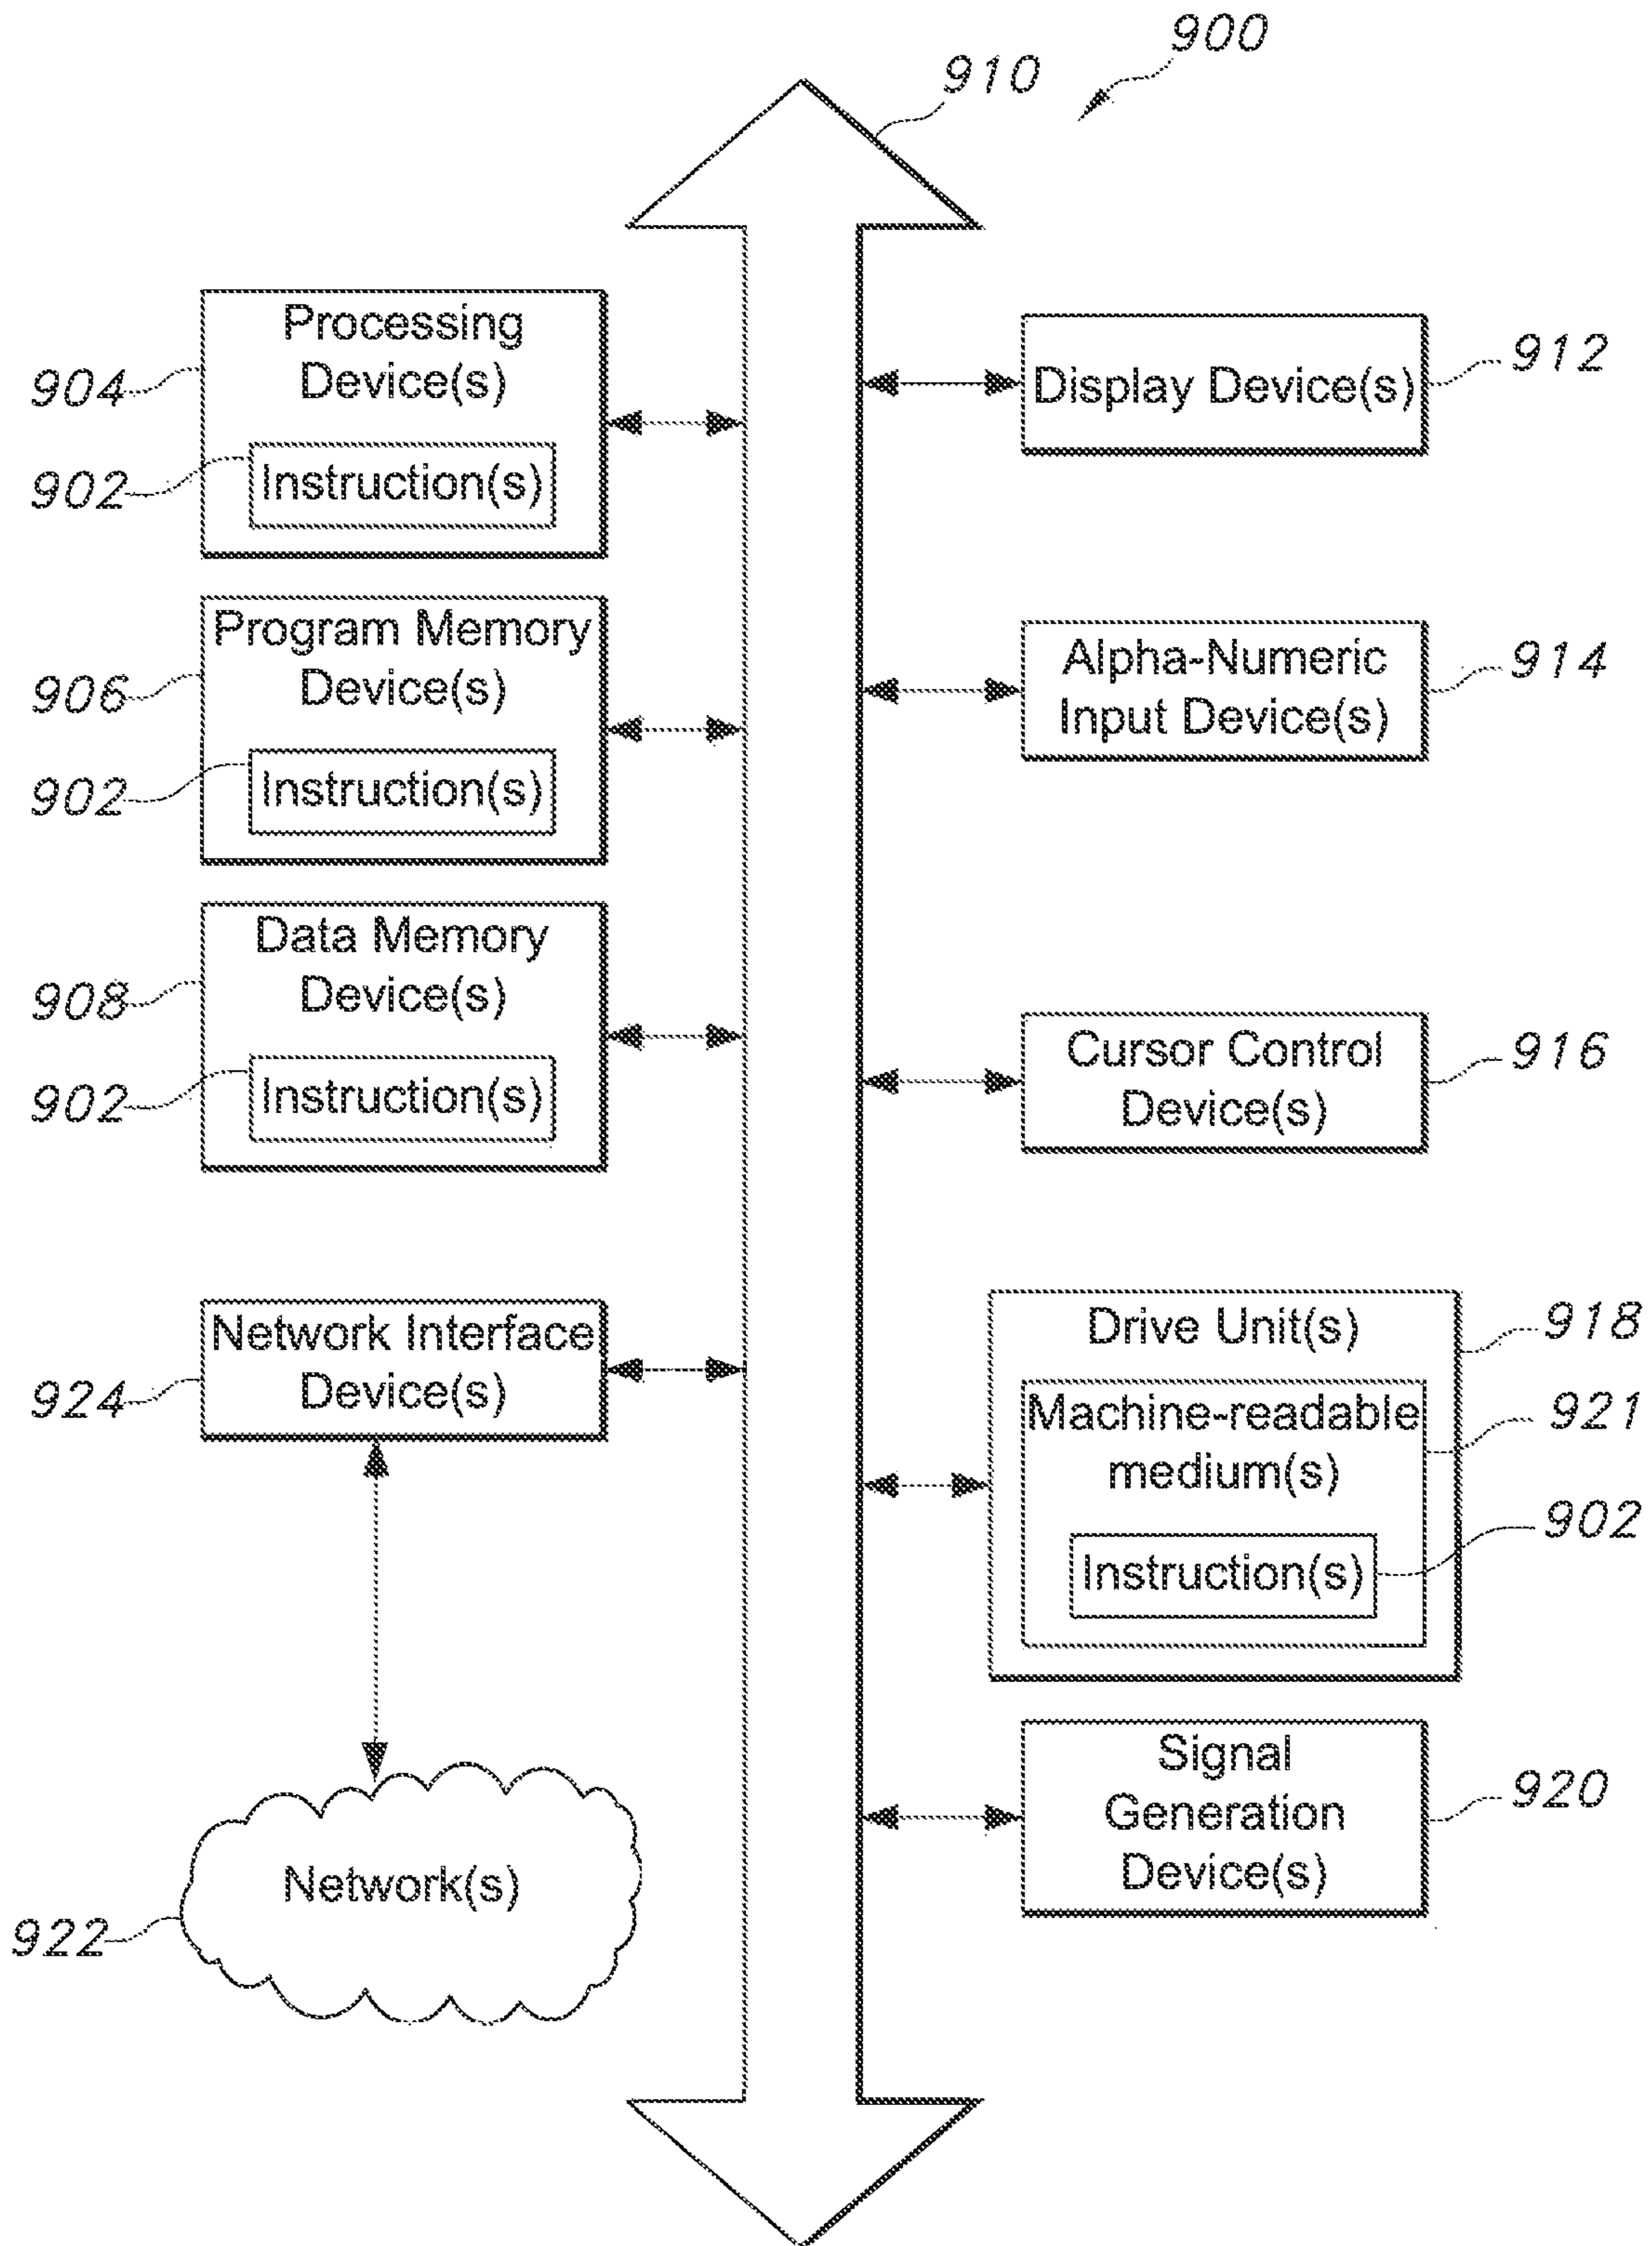 900
910
Processing
Device(s)
904
902
Instruction(s)
Program Memory
Device(s)
906
902
Instruction(s)
Data Memory
Device(s)
908
902
Instruction(s)
Network Interface
Device(s)
924
Network(s)
922
Display Device(s)
912
Alpha-Numeric
Input Device(s)
914
Cursor Control
Device(s)
916
Drive Unit(s)
918
Machine-readable
medium(s)
921
902
Instruction(s)
Signal
Generation
Device(s)
920